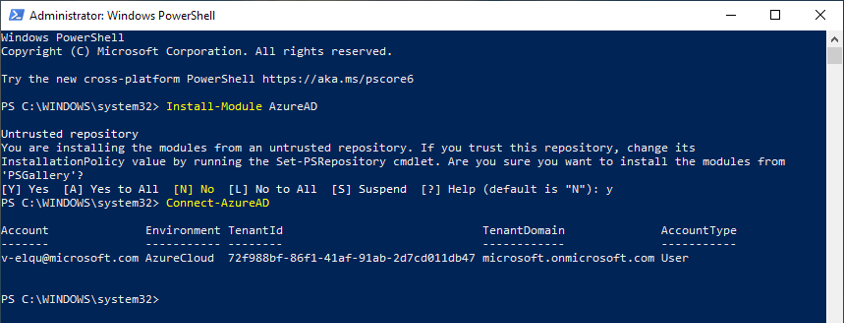 Administrator: Windows PowerShell
Windows PowerShell
Copyright (C) Microsoft Corporation. All rights reserved.
Try the new cross-platform PowerShell https://aka.ms/pscore6
PS C:\WINDOWS\system32> Install-Module AzureAD
Untrusted repository
You are installing the modules from an untrusted repository. If you trust this repository, change its
InstallationPolicy value by running the Set-PSRepository cmdlet. Are you sure you want to install the modules from
'PSGallery'?
[Y] Yes  [A] Yes to All  [N] No  [L] No to All  [S] Suspend  [?] Help (default is "N"): y
PS C:\WINDOWS\system32> Connect-AzureAD
Account              Environment TenantId                             TenantDomain              AccountType
-------              ----------- --------                             ------------              -----------
v-elqu@microsoft.com AzureCloud  72f988bf-86f1-41af-91ab-2d7cd011db47 microsoft.onmicrosoft.com User
PS C:\WINDOWS\system32>